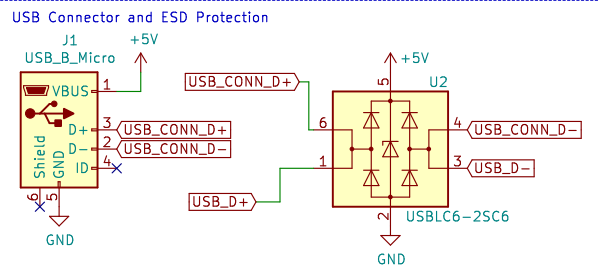 USB Connector and ESD Protection
J1
USB_B_Micro
+5V
VBUS 1
D+ 3 USB_CONN_D+
D- 2 USB_CONN_D-
ID 4
Shield
GND
6
5
GND
+5V
U2
5
USB_CONN_D+
6
4 USB_CONN_D-
1
3 USB_D-
USB_D+
2
USBLC6-2SC6
GND